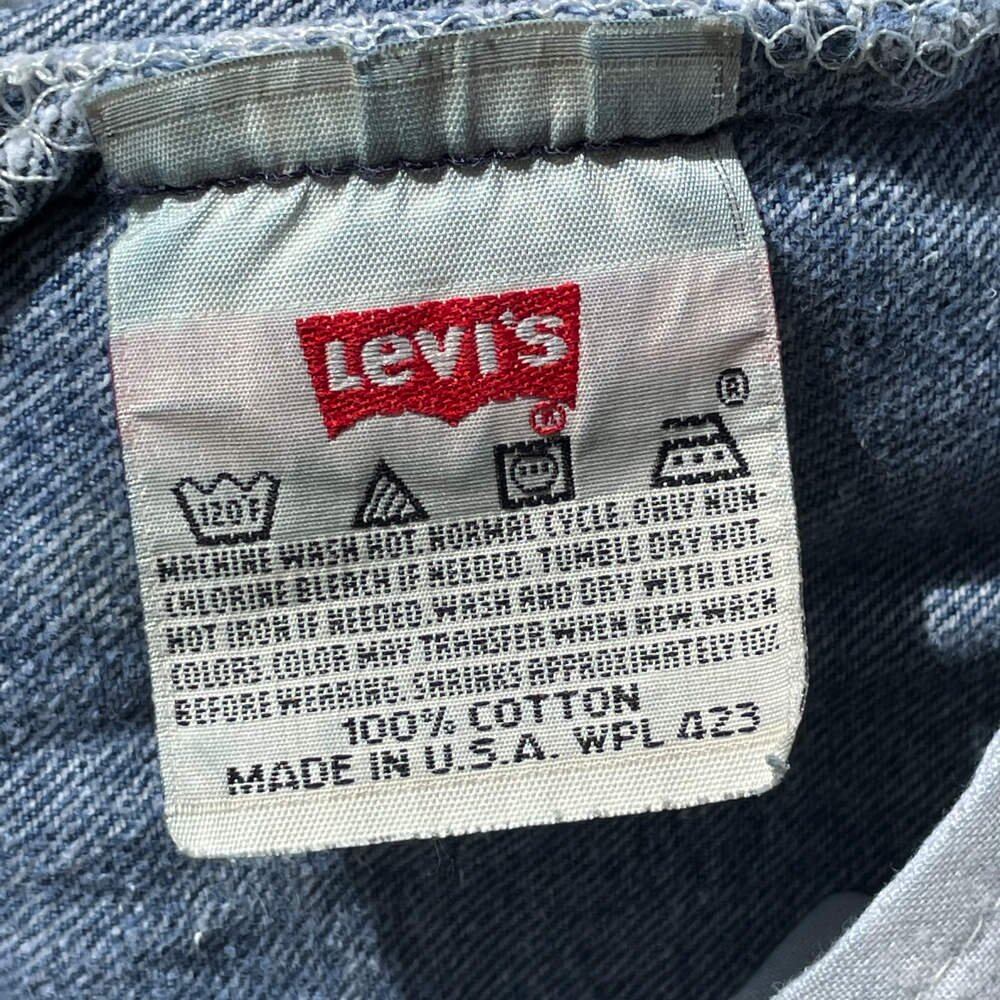 Levi's
®
120F
MACHINE WASH HOT. NORMAL CYCLE. ONLY NON-
CHLORINE BLEACH IF NEEDED. TUMBLE DRY HOT.
HOT IRON IF NEEDED. WASH AND DRY WITH LIKE
COLORS. COLOR MAY TRANSFER WHEN NEW. WASH
BEFORE WEARING. SHRINKS APPROXIMATELY 10%
100% COTTON
MADE IN U.S.A. WPL 423